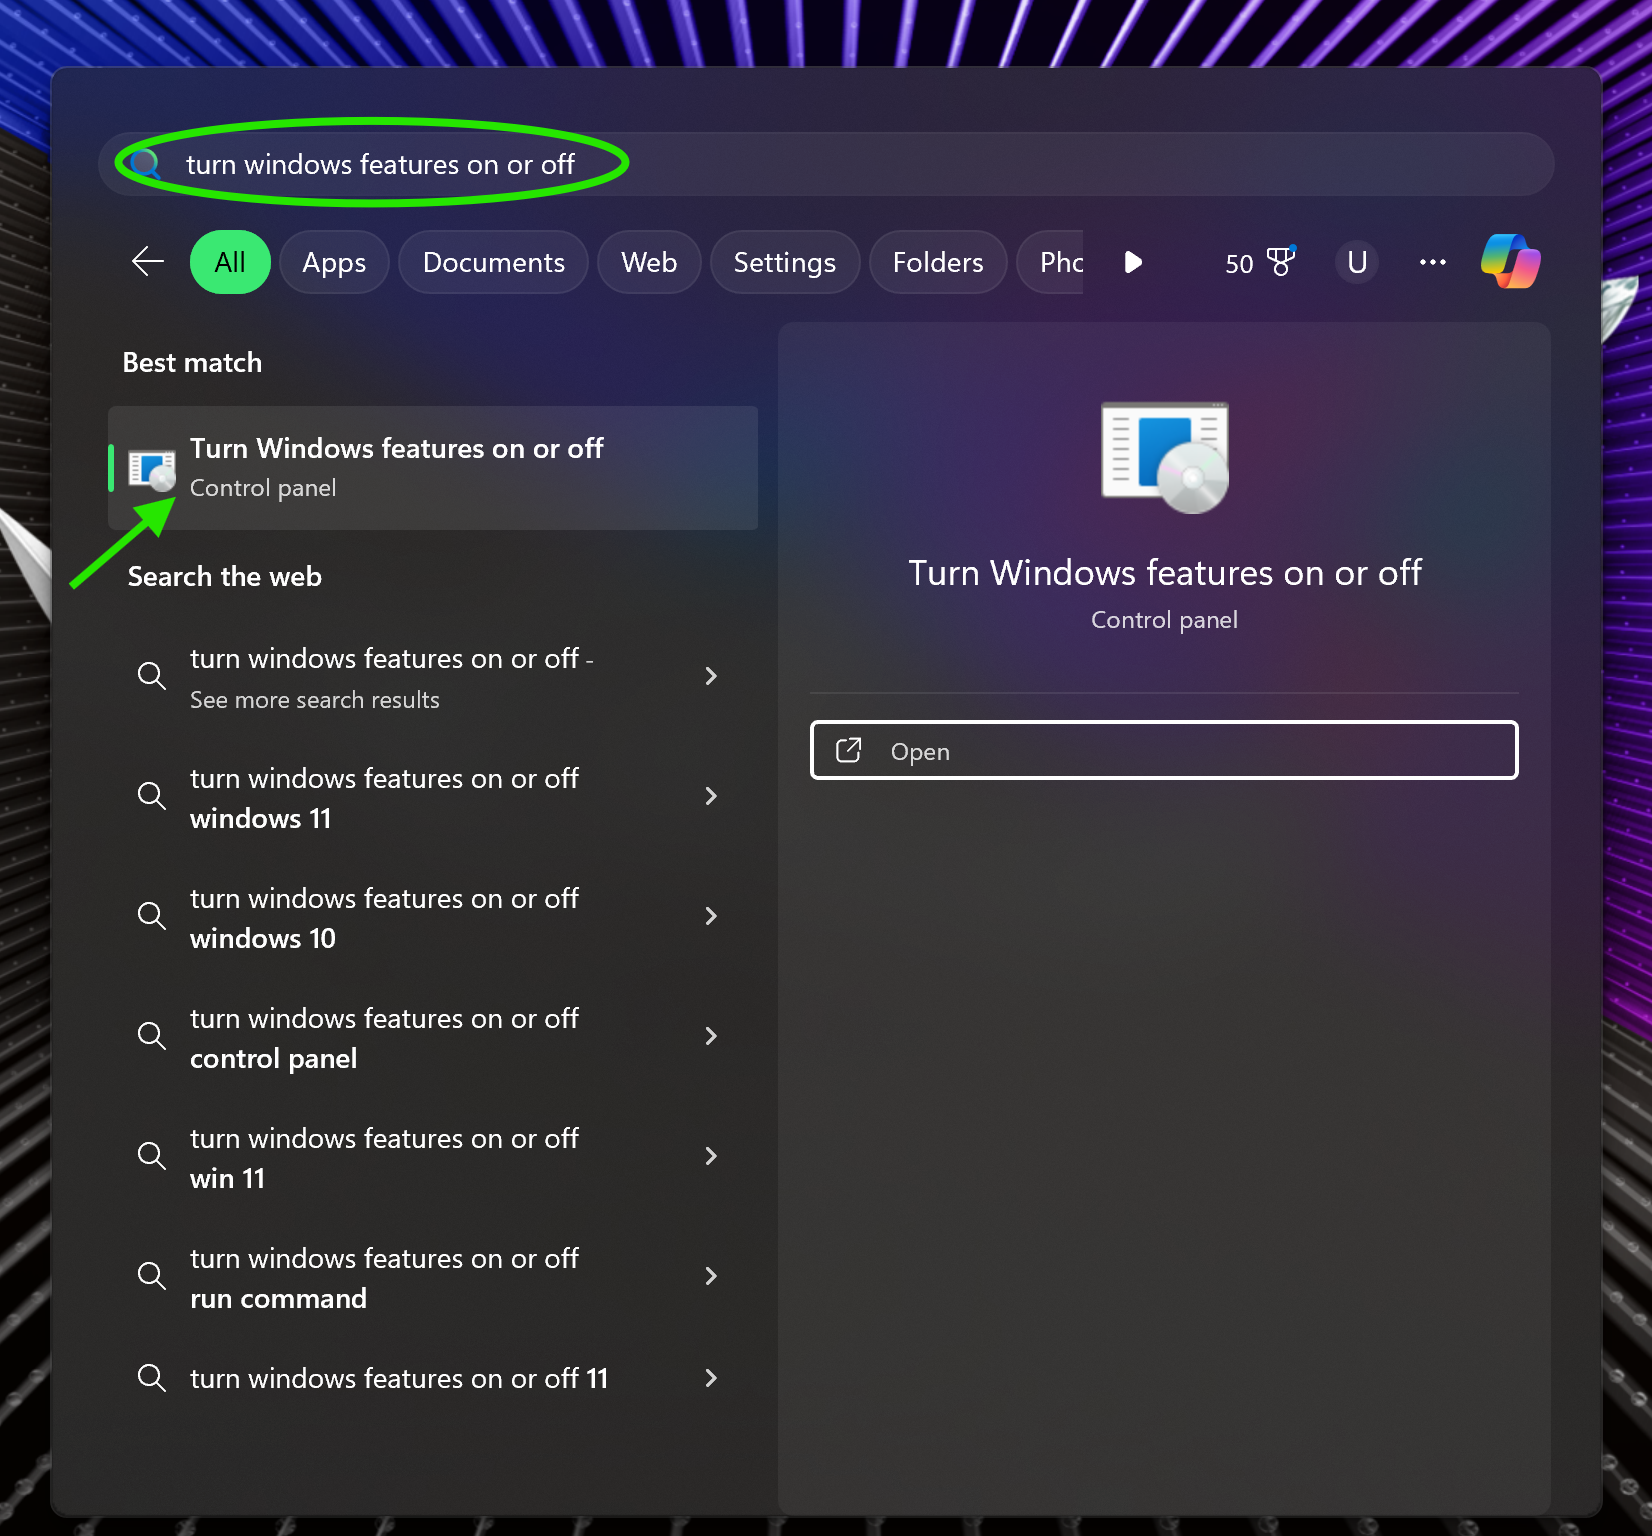 turn windows features on or off
All
Apps
Documents
Web
Settings
Folders
Pho
50
U
Best match
Turn Windows features on or off
Control panel
Search the web
turn windows features on or off -
See more search results
turn windows features on or off
windows 11
turn windows features on or off
windows 10
turn windows features on or off
control panel
turn windows features on or off
win 11
turn windows features on or off
run command
turn windows features on or off 11
Turn Windows features on or off
Control panel
Open